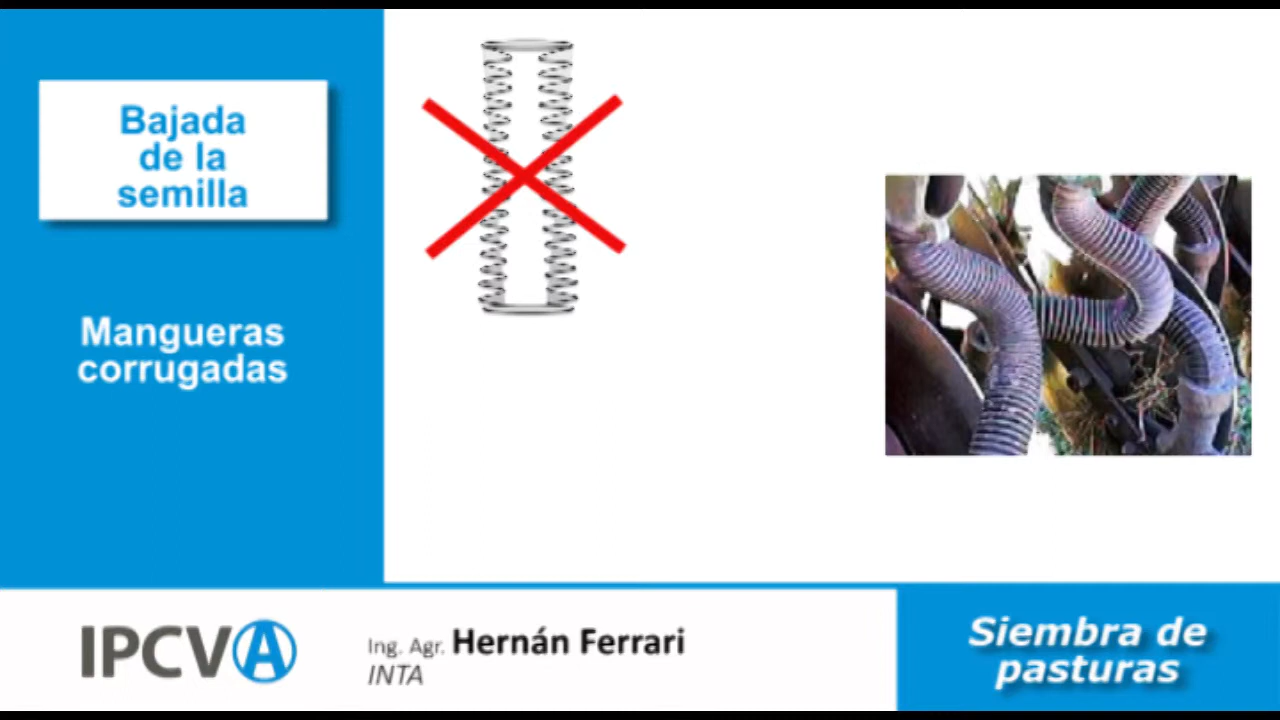 Bajada
de la
semilla
Mangueras
corrugadas
IPCVA
Ing. Agr. Hernán Ferrari
INTA
Siembra de
pasturas